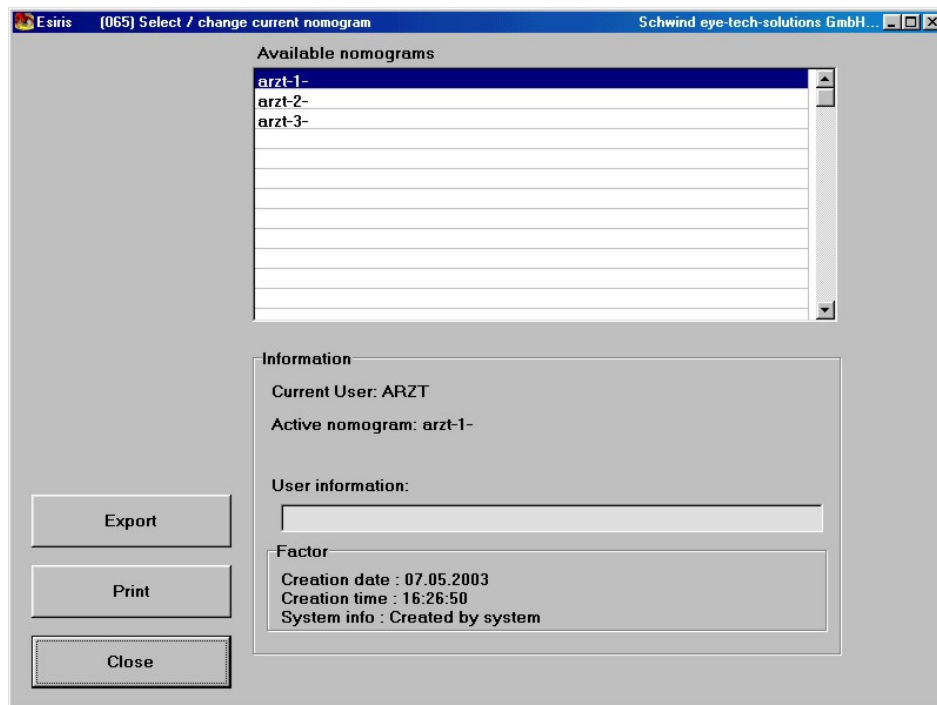 Esiris (065) Select / change current nomogram Schwind eye-tech-solutions GmbH...
Available nomograms
arzt-1-
arzt-2-
arzt-3-
Information
Current User: ARZT
Active nomogram: arzt-1-
User information:
Export
Factor
Creation date : 07.05.2003
Print
Creation time : 16:26:50
System info : Created by system
Close